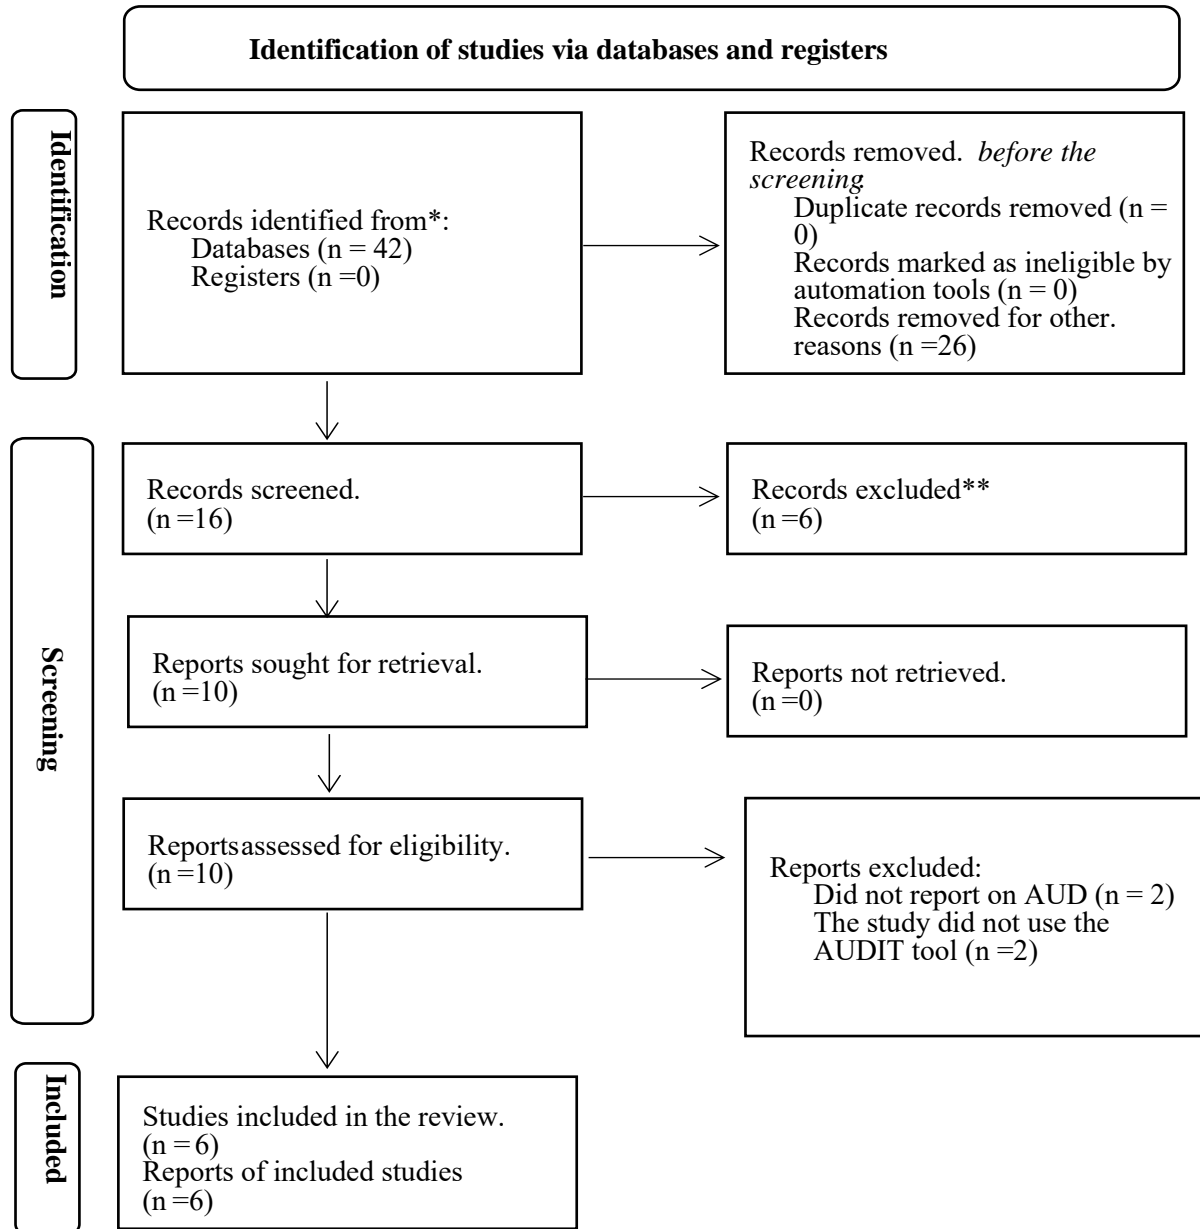 Identification of studies via databases and registers
Identification
Records identified from*:
Databases (n = 42)
Registers (n =0)
Records removed. before the
screening:
Duplicate records removed (n =
0)
Records marked as ineligible by
automation tools (n = 0)
Records removed for other.
reasons (n =26)
Screening
Records screened.
(n =16)
Records excluded**
(n =6)
Reports sought for retrieval.
(n =10)
Reports not retrieved.
(n =0)
Reports assessed for eligibility.
(n =10)
Reports excluded:
Did not report on AUD (n = 2)
The study did not use the
AUDIT tool (n =2)
Included
Studies included in the review.
(n = 6)
Reports of included studies
(n =6)